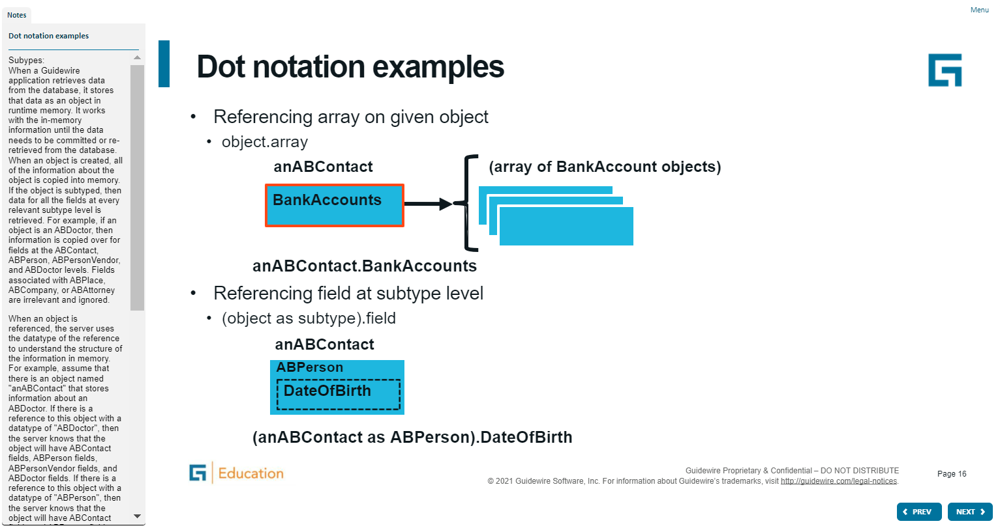 Notes
Menu
Dot notation examples
Subypes:
When a Guidewire
application retrieves data
from the database, it stores
that data as an object in
runtime memory. It works
with the in-memory
information until the data
needs to be committed or re-
retrieved from the database.
When an object is created, all
of the information about the
object is copied into memory.
If the object is subtyped, then
data for all the fields at every
relevant subtype level is
retrieved. For example, if an
object is an ABDoctor, then
information is copied over for
fields at the ABContact,
ABPerson, ABPersonVendor,
and ABDoctor levels. Fields
associated with ABPlace,
ABCompany, or ABAttorney
are irrelevant and ignored.
When an object is
referenced, the server uses
the datatype of the reference
to understand the structure of
the information in memory.
For example, assume that
there is an object named
"anABContact" that stores
information about an
ABDoctor. If there is a
reference to this object with a
datatype of "ABDoctor", then
the server knows that the
object will have ABContact
fields, ABPerson fields,
ABPersonVendor fields, and
ABDoctor fields. If there is a
reference to this object with a
datatype of "ABPerson", then
the server knows that the
object will have ABContact
Dot notation examples
• Referencing array on given object
• object.array
anABContact
(array of BankAccount objects)
BankAccounts
anABContact.BankAccounts
• Referencing field at subtype level
• (object as subtype).field
anABContact
ABPerson
DateOfBirth
(anABContact as ABPerson).DateOfBirth
Education
Guidewire Proprietary & Confidential – DO NOT DISTRIBUTE
© 2021 Guidewire Software, Inc. For information about Guidewire's trademarks, visit http://guidewire.com/legal-notices.
Page 16
PREV
NEXT